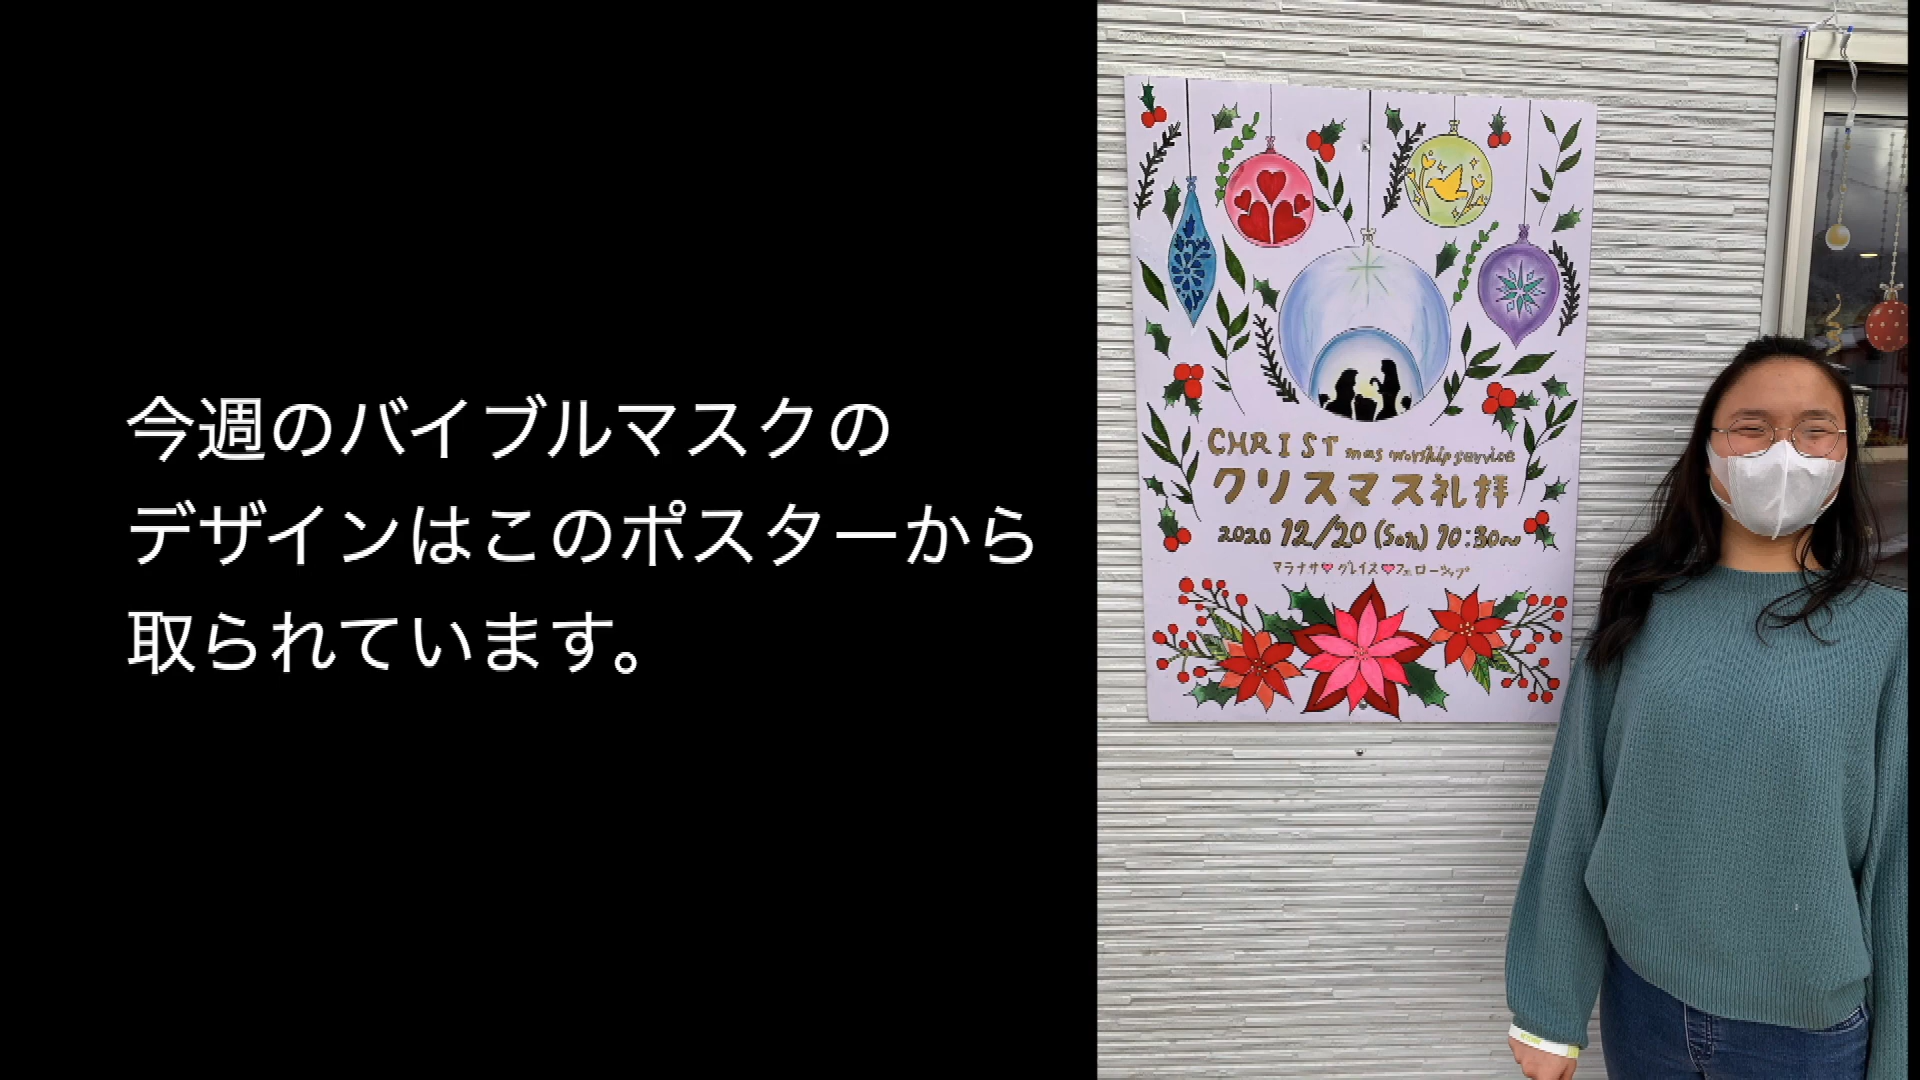 今週のバイブルマスクの
デザインはこのポスターから
取られています。
CHRIST mas worship service
クリスマス礼拝
2020 12/20 (Sun) 10:30~
マラナサ♥グレイス♥フェローシップ